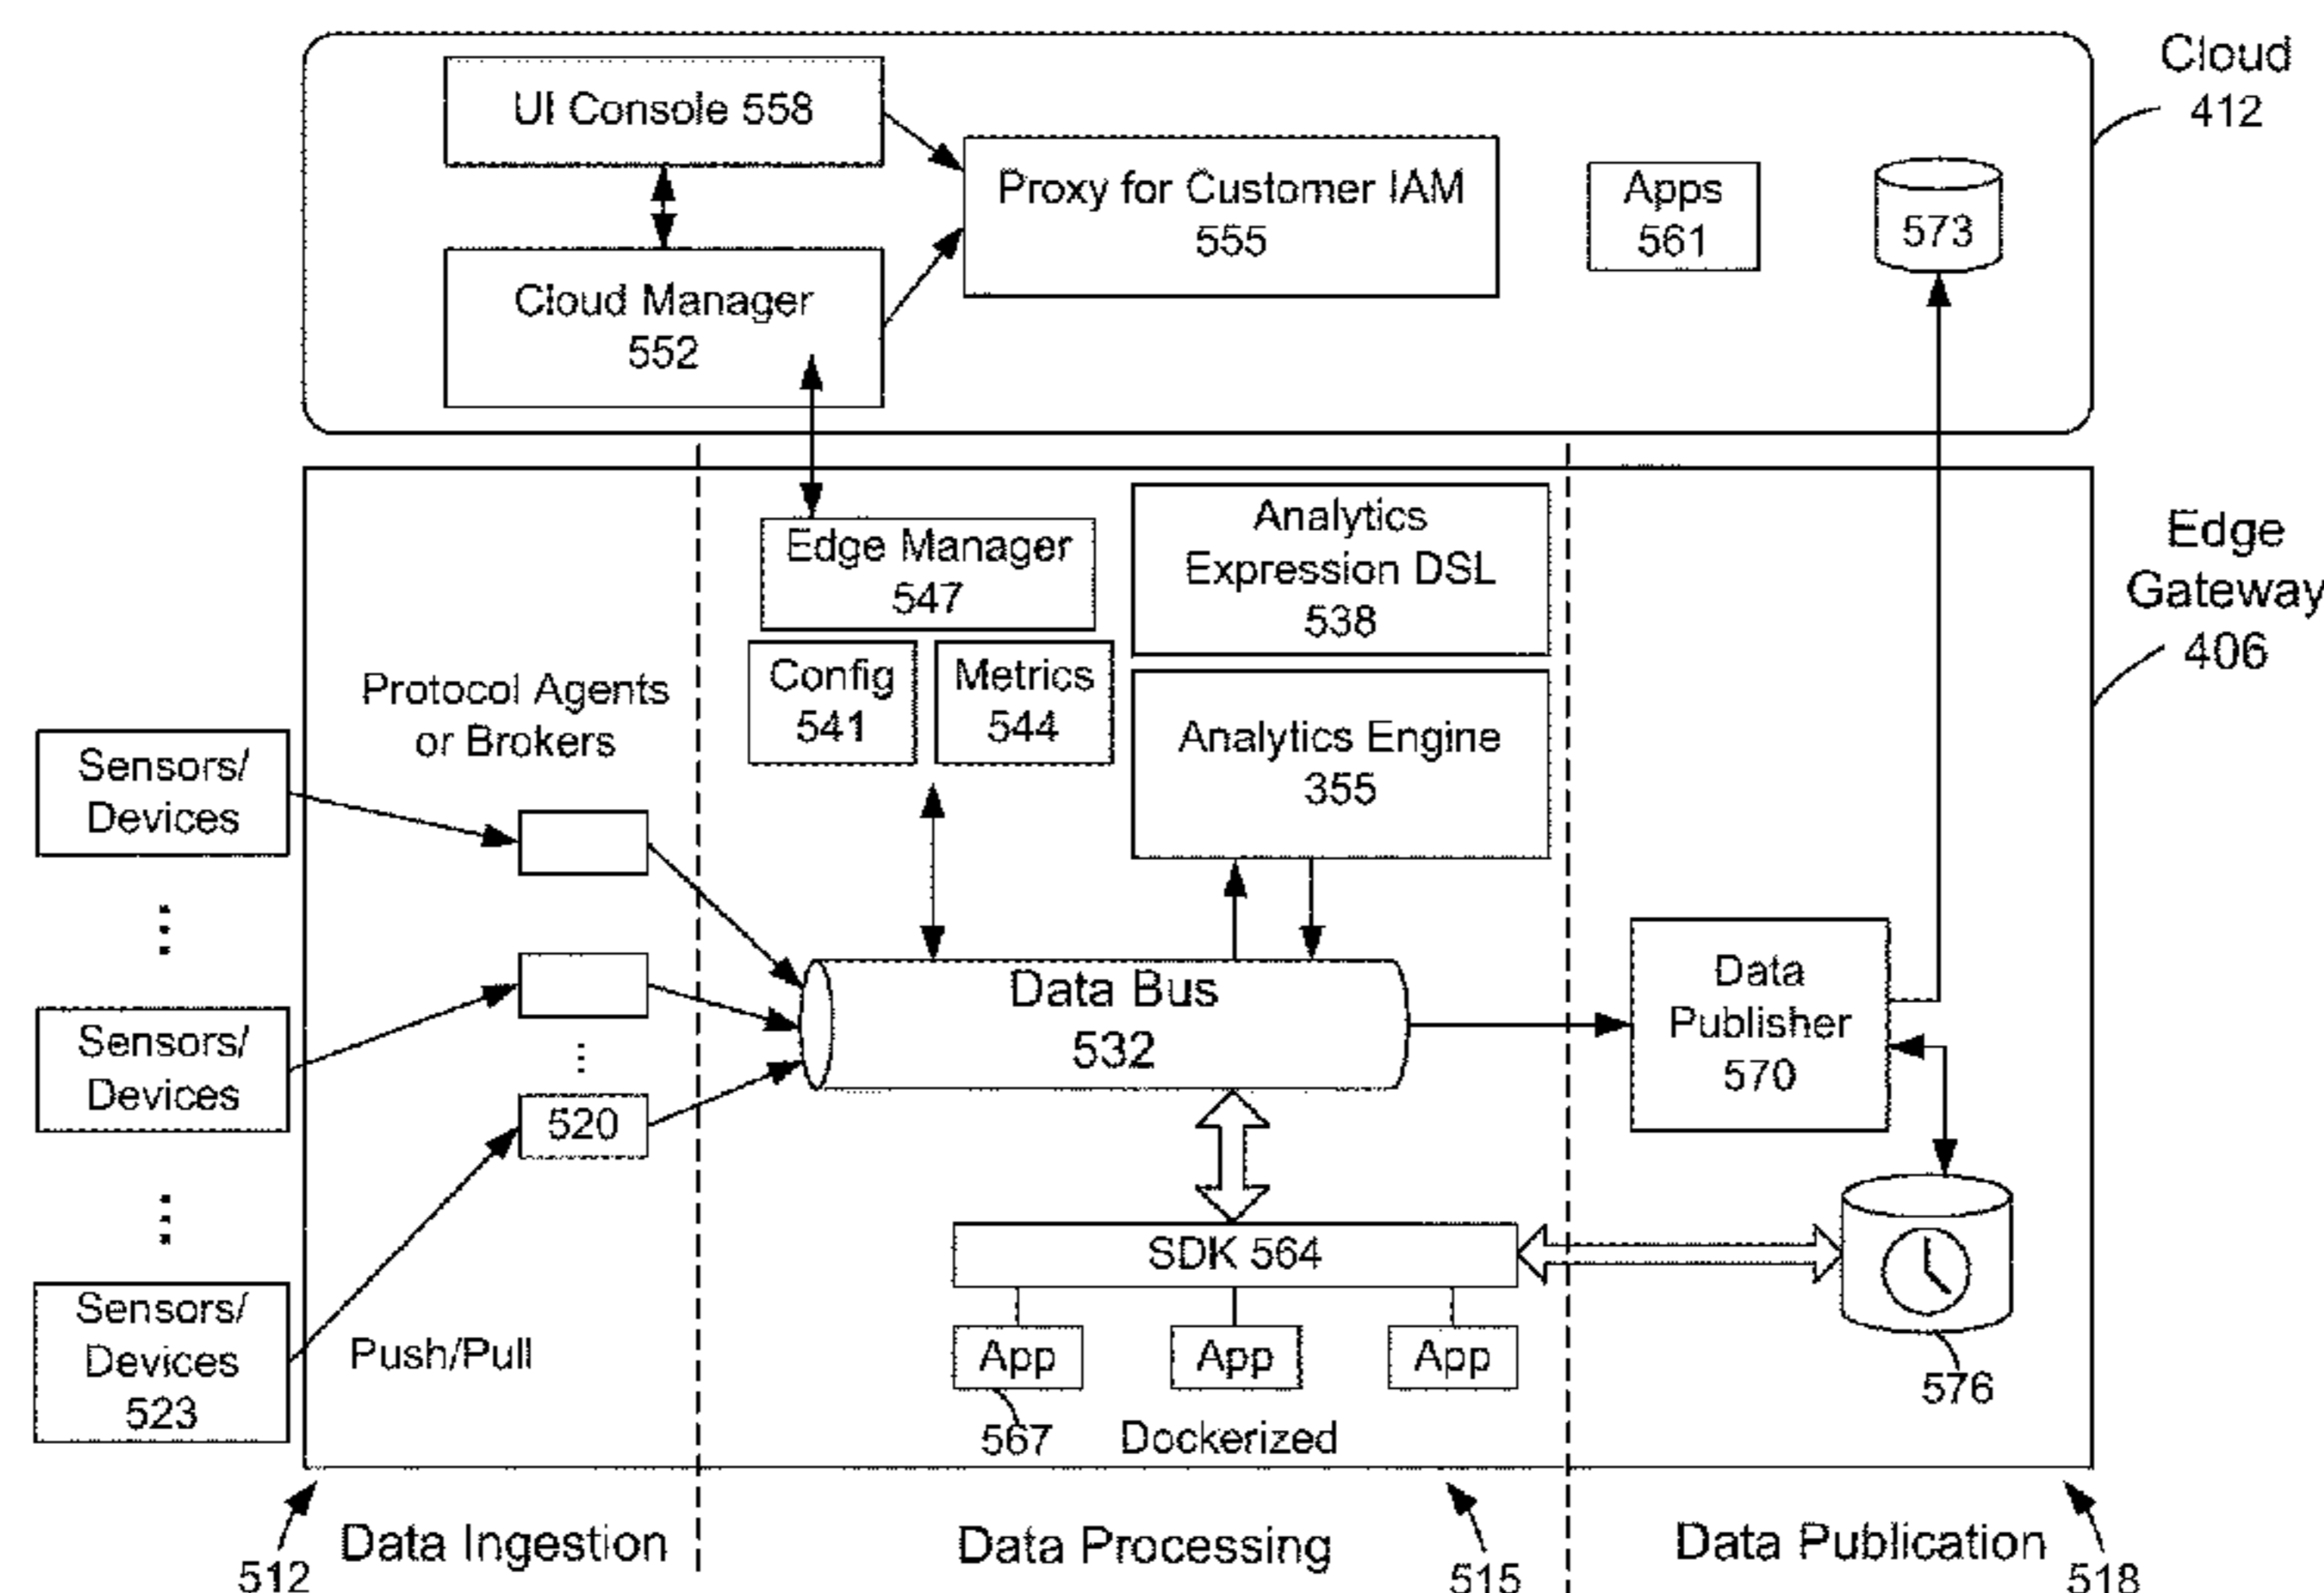 Cloud
412
UI Console 558
Proxy for Customer IAM
555
Apps
561
573
Cloud Manager
552
Edge
Gateway
406
Edge Manager
547
Analytics
Expression DSL
538
Config
541
Metrics
544
Analytics Engine
355
Protocol Agents
or Brokers
Sensors/
Devices
Sensors/
Devices
Sensors/
Devices
523
520
Push/Pull
Data Bus
532
Data
Publisher
570
SDK 564
App
App
App
567
Dockerized
576
512
Data Ingestion
Data Processing
515
Data Publication
518